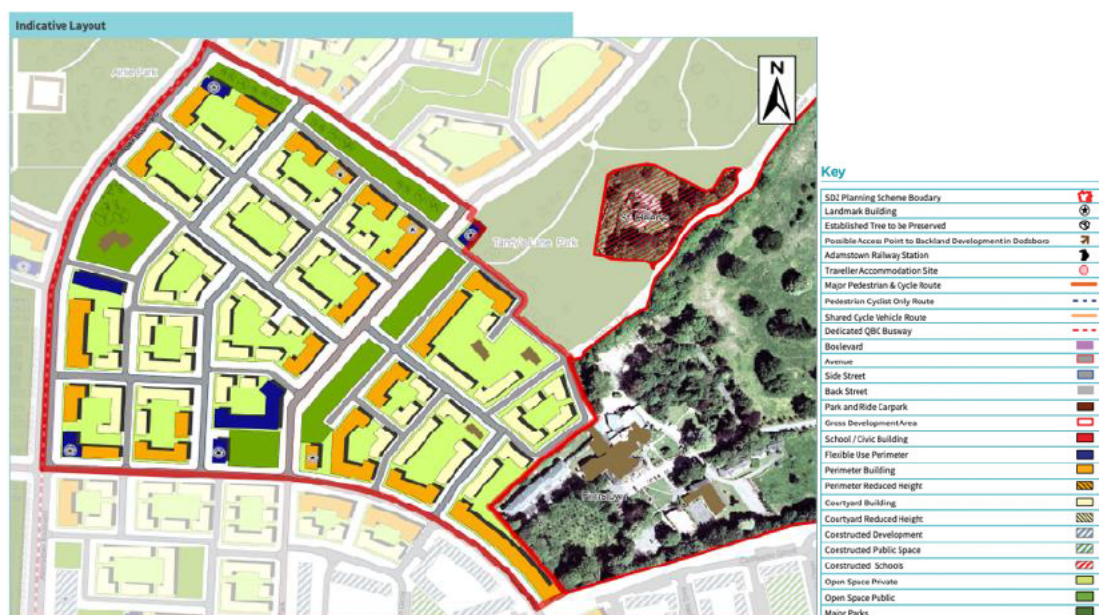 Indicative Layout
Airlie Park
N
St. Helen's
Tandy's Lane Park
Finnstown
Key
SDZ Planning Scheme Boudary
Landmark Building
Established Tree to be Preserved
Possible Access Point to Backland Development in Dodsboro
Adamstown Railway Station
Traveller Accommodation Site
Major Pedestrian & Cycle Route
Pedestrian Cyclist Only Route
Shared Cycle Vehicle Route
Dedicated QBC Busway
Boulevard
Avenue
Side Street
Back Street
Park and Ride Carpark
Gross Development Area
School / Civic Building
Flexible Use Perimeter
Perimeter Building
Perimeter Reduced Height
Courtyard Building
Courtyard Reduced Height
Constructed Development
Constructed Public Space
Constructed Schools
Open Space Private
Open Space Public
Major Parks